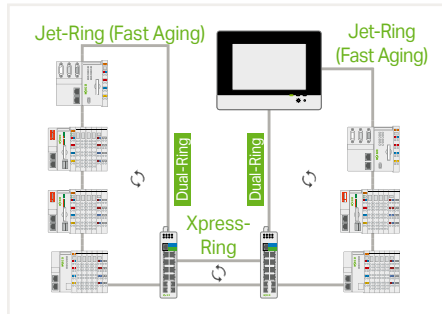 Jet-Ring (Fast Aging)
Jet-Ring
(Fast Aging)
Dual-Ring
Dual-Ring
Xpress-
Ring